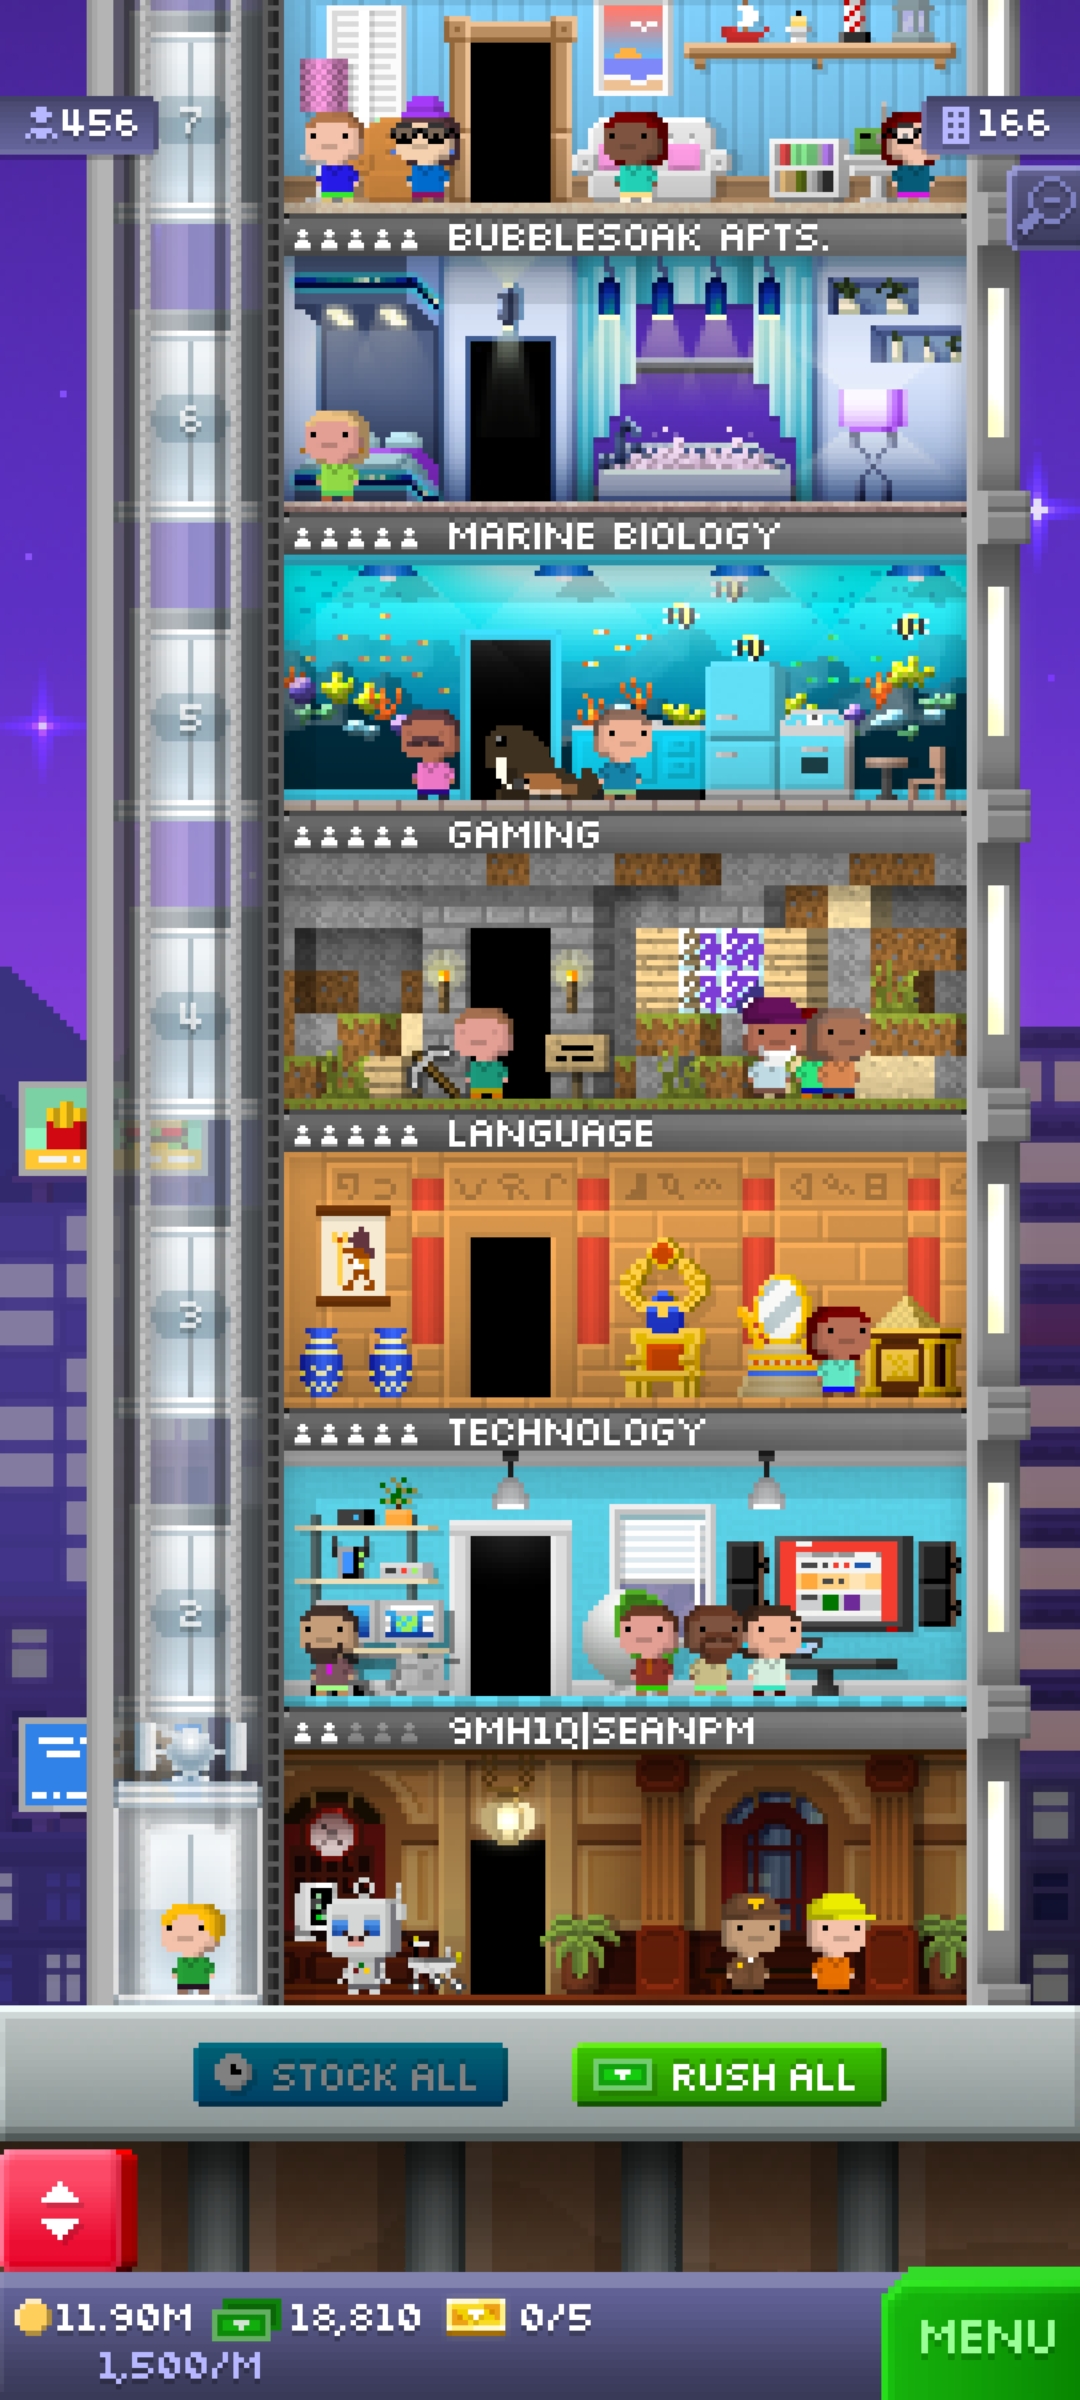 7
456
166
BUBBLESOAK APTS.
6
MARINE BIOLOGY
5
GAMING
4
LANGUAGE
3
TECHNOLOGY
2
9MH1Q|SEANPM
STOCK ALL
RUSH ALL
11.90M
18,810
0/5
1,500/M
MENU